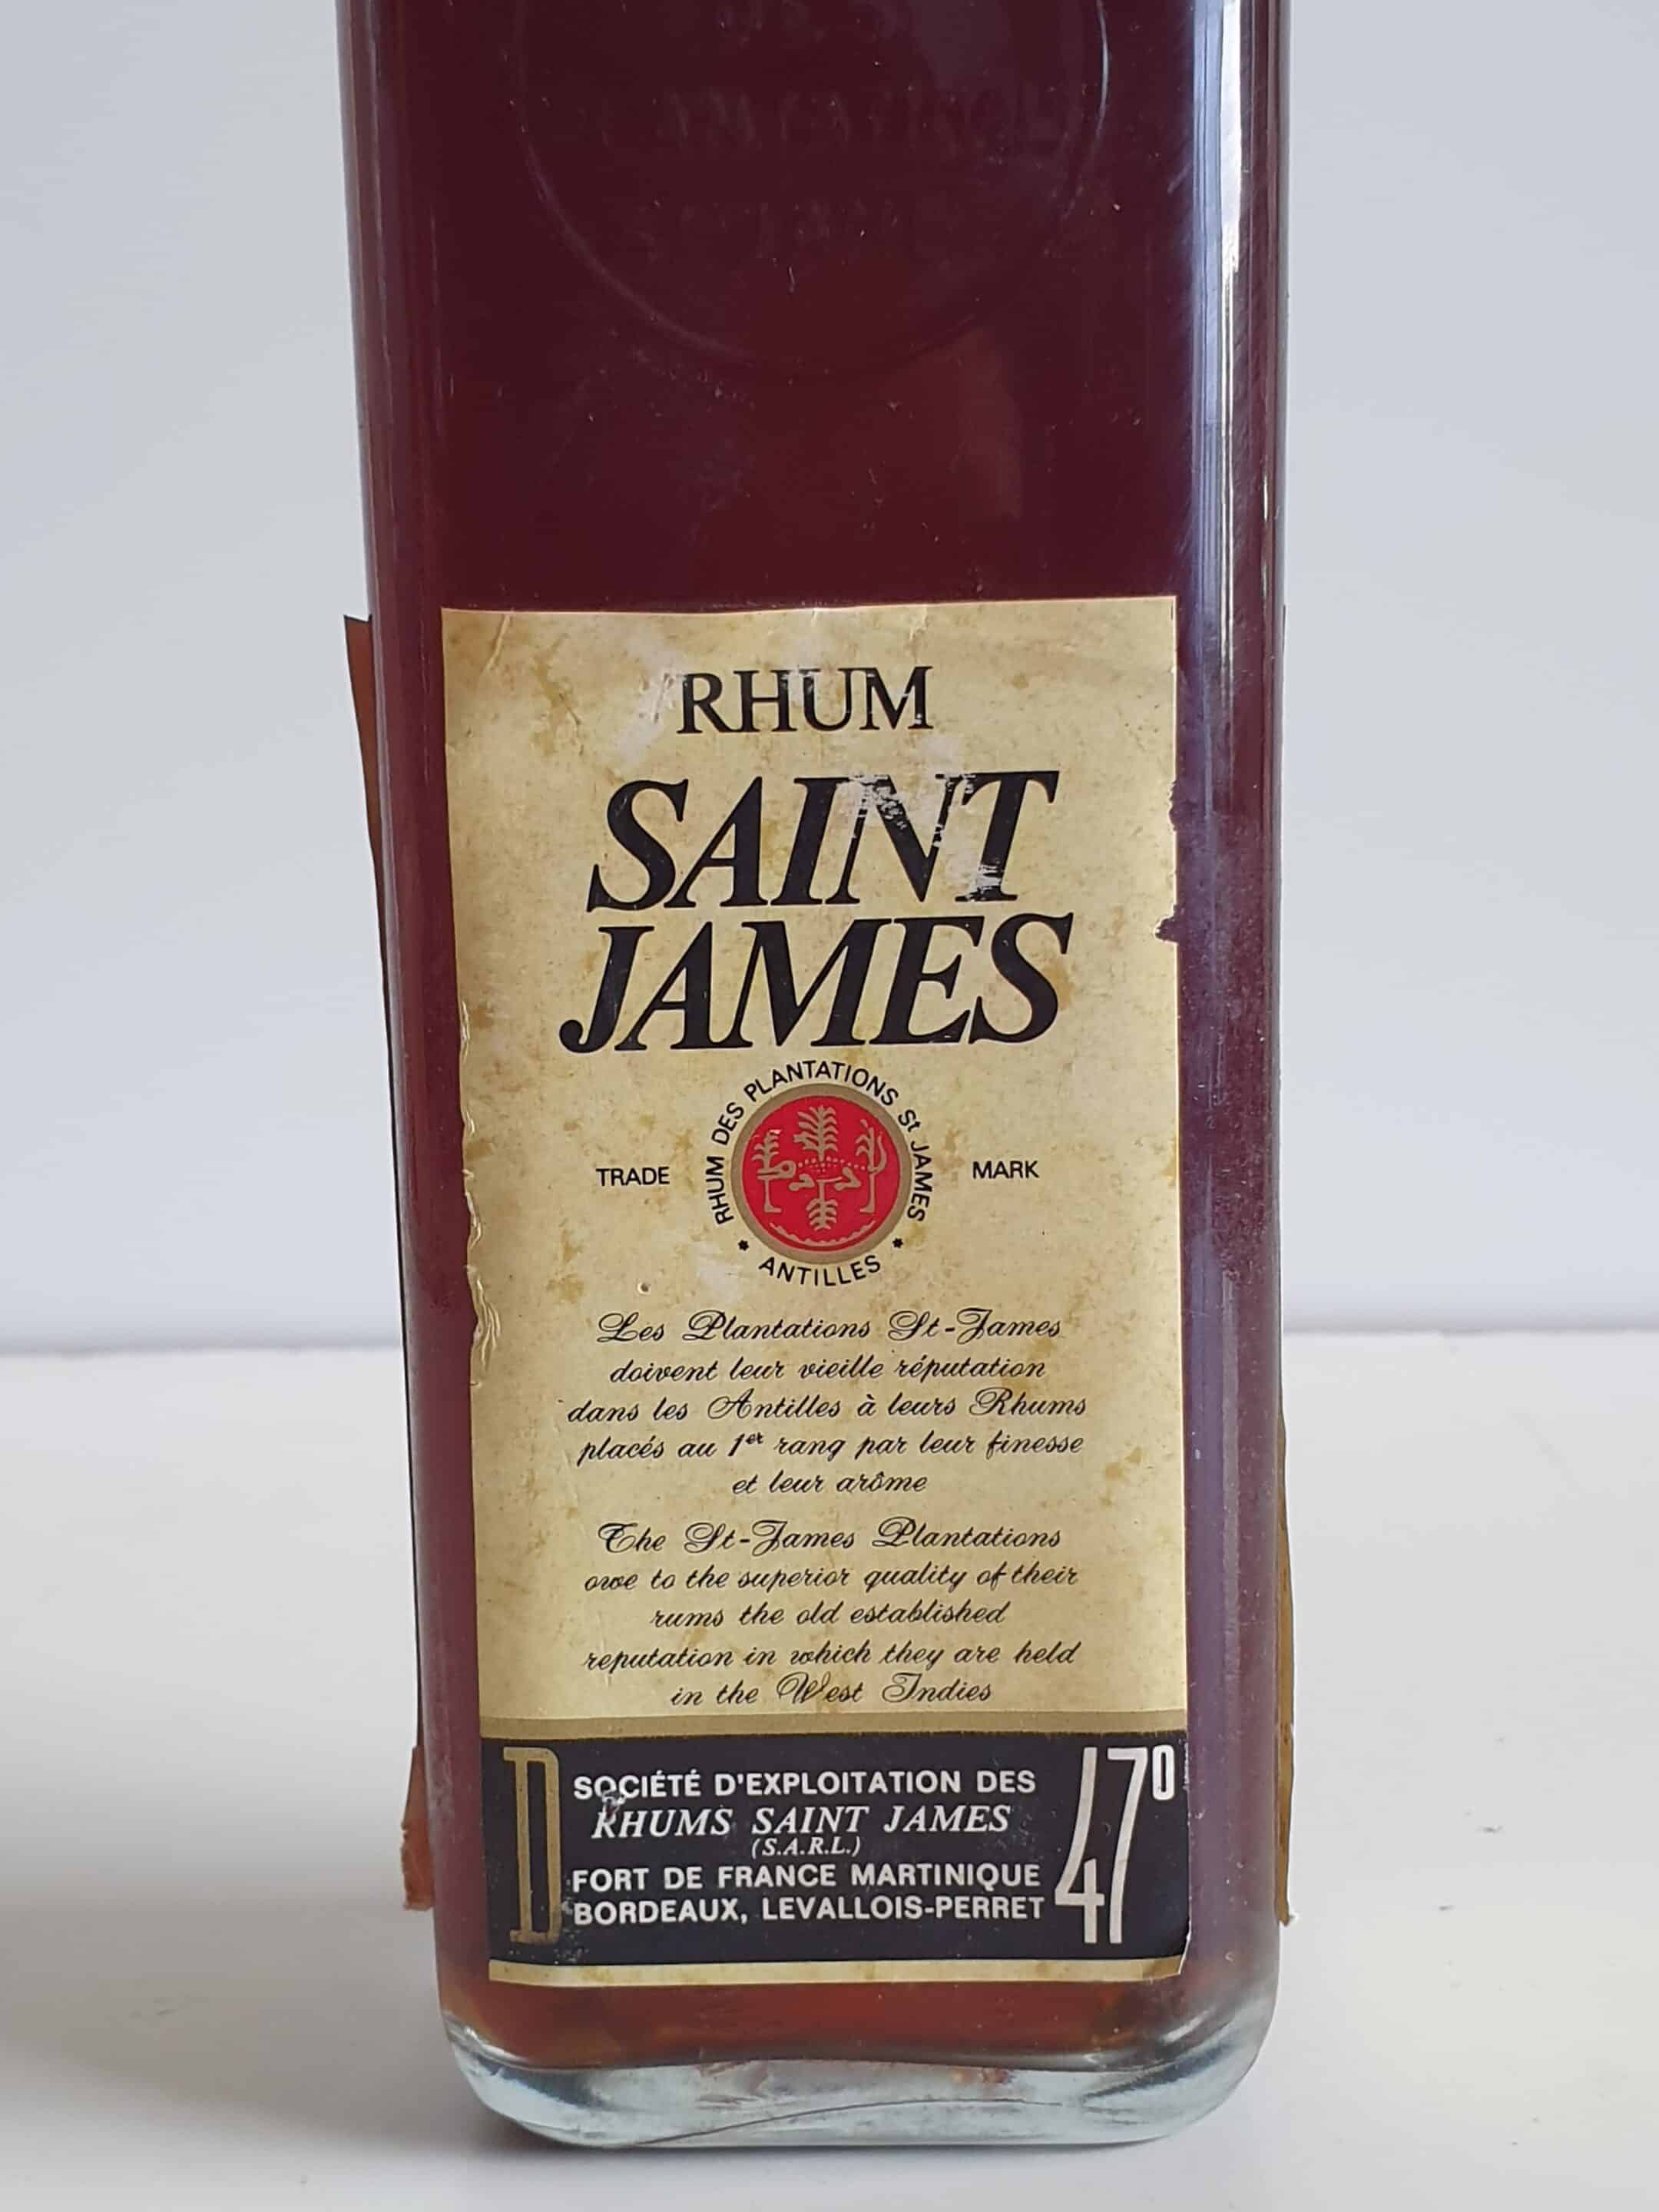 RHUM
SAINT
JAMES
RHUM DES PLANTATIONS St JAMES
TRADE
MARK
* ANTILLES *
Les Plantations St-James
doivent leur vieille réputation
dans les Antilles à leurs Rhums
placés au 1er rang par leur finesse
et leur arôme
The St-James Plantations
owe to the superior quality of their
rums the old established
reputation in which they are held
in the West Indies
D
SOCIÉTÉ D'EXPLOITATION DES
RHUMS SAINT JAMES
(S.A.R.L.)
FORT DE FRANCE MARTINIQUE
BORDEAUX, LEVALLOIS-PERRET
47º